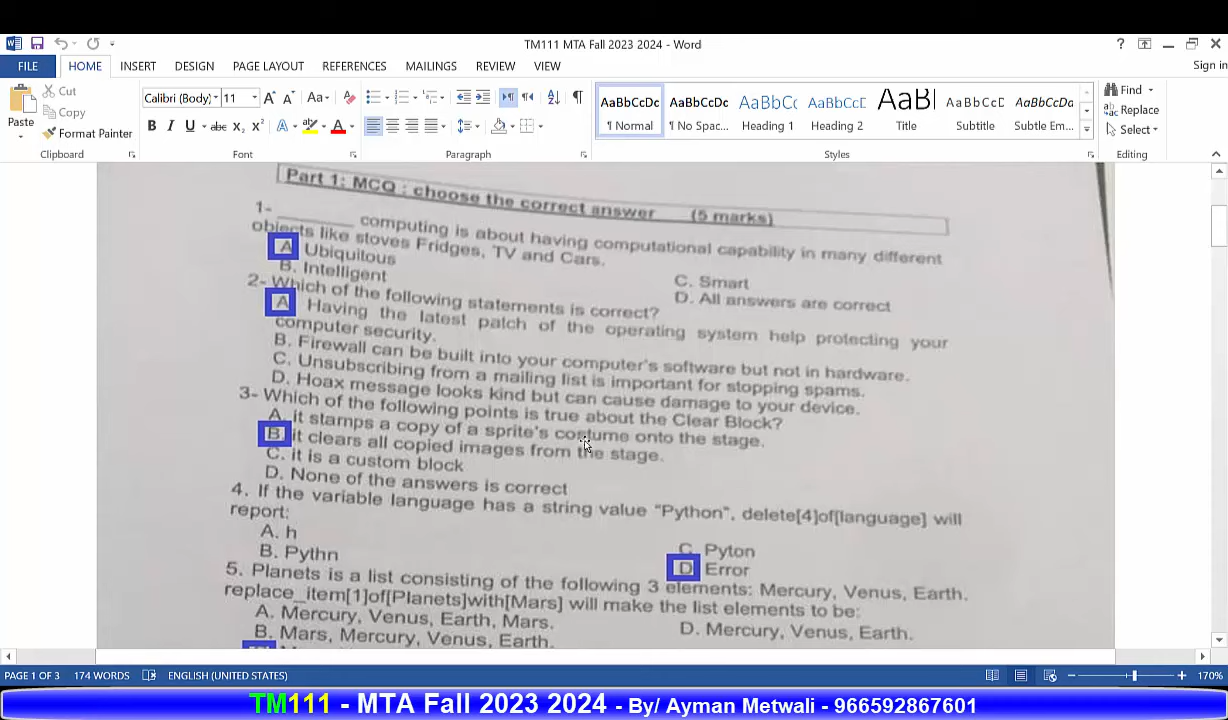 TM111 MTA Fall 2023 2024 - Word
Sign in
FILE HOME INSERT DESIGN PAGE LAYOUT REFERENCES MAILINGS REVIEW VIEW
Paste
Cut
Copy
Format Painter
Calibri (Body) 11
AaBbCcDc AaBbCcDc AaBbCc AaBbCcC AaB AaBbCcC AaBbCcDc
¶ Normal ¶ No Spac... Heading 1 Heading 2 Title Subtitle Subtle Em...
Find
Replace
Select
Clipboard Font Paragraph Styles Editing
Part 1: MCQ : choose the correct answer (5 marks)
1- ________ computing is about having computational capability in many different
objects like stoves Fridges, TV and Cars.
A Ubiquitous
B. Intelligent
C. Smart
D. All answers are correct
2- Which of the following statements is correct?
A Having the latest patch of the operating system help protecting your
computer security.
B. Firewall can be built into your computer's software but not in hardware.
C. Unsubscribing from a mailing list is important for stopping spams.
D. Hoax message looks kind but can cause damage to your device.
3- Which of the following points is true about the Clear Block?
A. it stamps a copy of a sprite's costume onto the stage.
B. it clears all copied images from the stage.
C. it is a custom block
D. None of the answers is correct
4. If the variable language has a string value "Python", delete[4]of[language] will
report:
A. h
B. Pythn
C. Pyton
D Error
5. Planets is a list consisting of the following 3 elements: Mercury, Venus, Earth.
replace_item[1]of[Planets]with[Mars] will make the list elements to be:
A. Mercury, Venus, Earth, Mars.
B. Mars, Mercury, Venus, Earth.
D. Mercury, Venus, Earth.
PAGE 1 OF 3 174 WORDS ENGLISH (UNITED STATES) 170%
TM111 - MTA Fall 2023 2024 - By/ Ayman Metwali - 966592867601